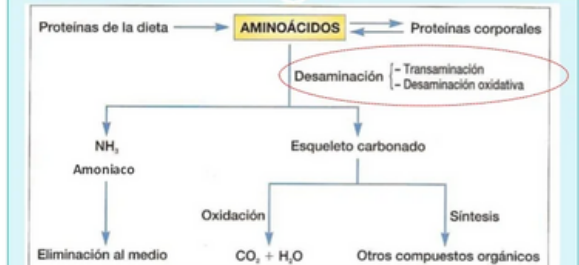 Proteínas de la dieta AMINOÁCIDOS Proteínas corporales
Desaminación - Transaminación
- Desaminación oxidativa
NH₃ Esqueleto carbonado
Amoniaco
Oxidación Síntesis
Eliminación al medio CO₂ + H₂O Otros compuestos orgánicos